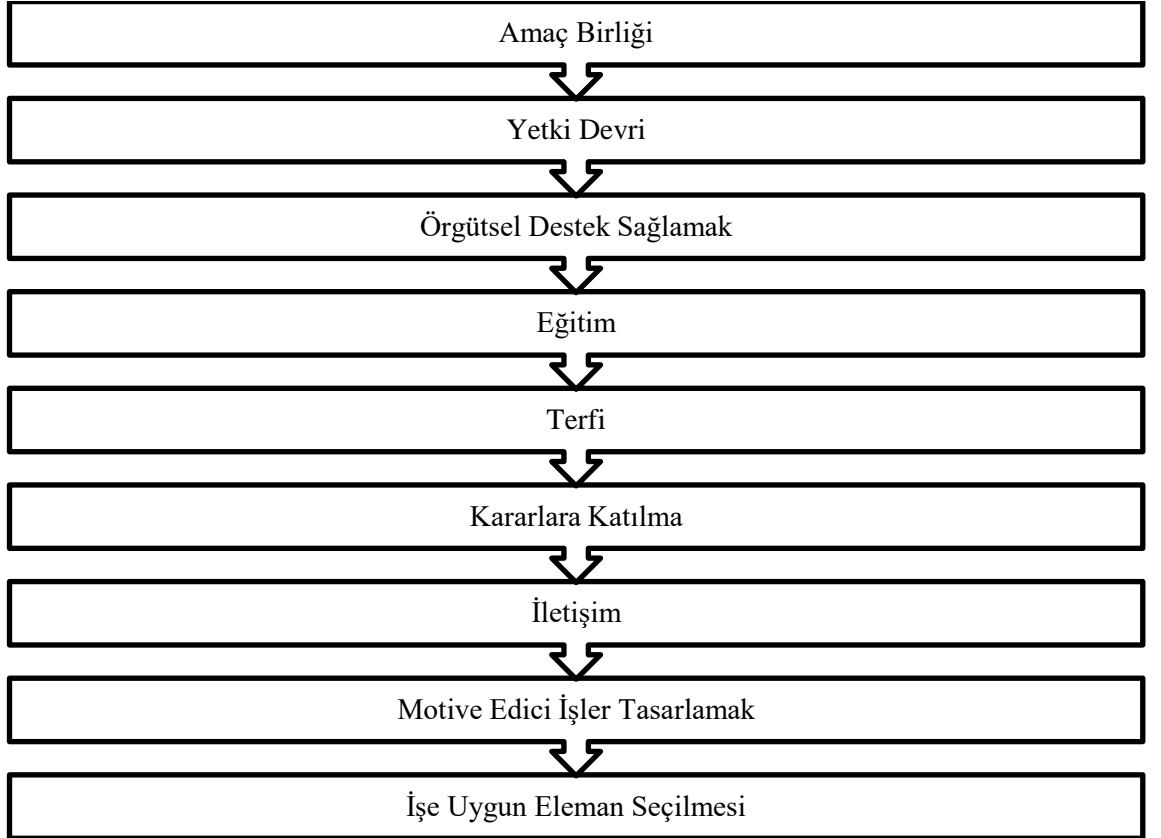 Amaç Birliği
Yetki Devri
Örgütsel Destek Sağlamak
Eğitim
Terfi
Kararlara Katılma
İletişim
Motive Edici İşler Tasarlamak
İşe Uygun Eleman Seçilmesi